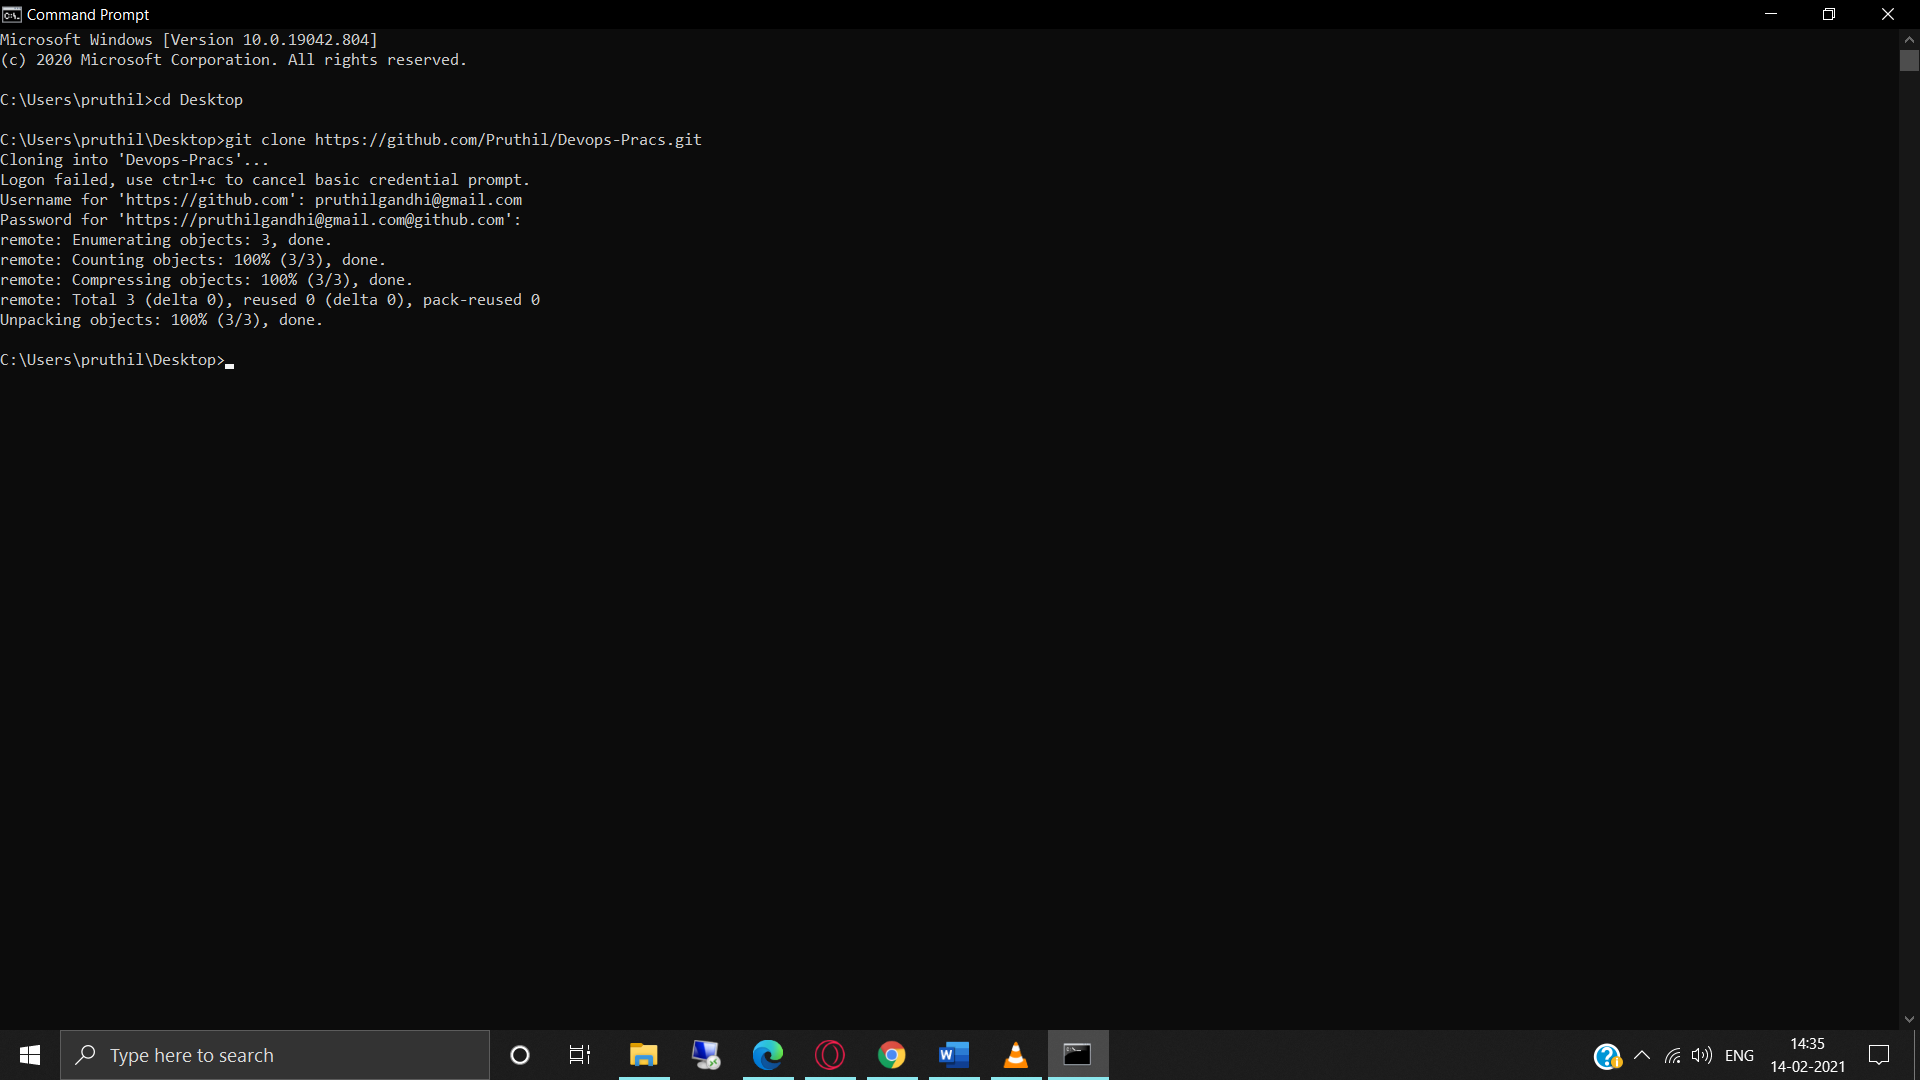 Command Prompt
Microsoft Windows [Version 10.0.19042.804]
(c) 2020 Microsoft Corporation. All rights reserved.
C:\Users\pruthil>cd Desktop
C:\Users\pruthil\Desktop>git clone https://github.com/Pruthil/Devops-Pracs.git
Cloning into 'Devops-Pracs'...
Logon failed, use ctrl+c to cancel basic credential prompt.
Username for 'https://github.com': pruthilgandhi@gmail.com
Password for 'https://pruthilgandhi@gmail.com@github.com':
remote: Enumerating objects: 3, done.
remote: Counting objects: 100% (3/3), done.
remote: Compressing objects: 100% (3/3), done.
remote: Total 3 (delta 0), reused 0 (delta 0), pack-reused 0
Unpacking objects: 100% (3/3), done.
C:\Users\pruthil\Desktop>
Type here to search
ENG
14:35
14-02-2021